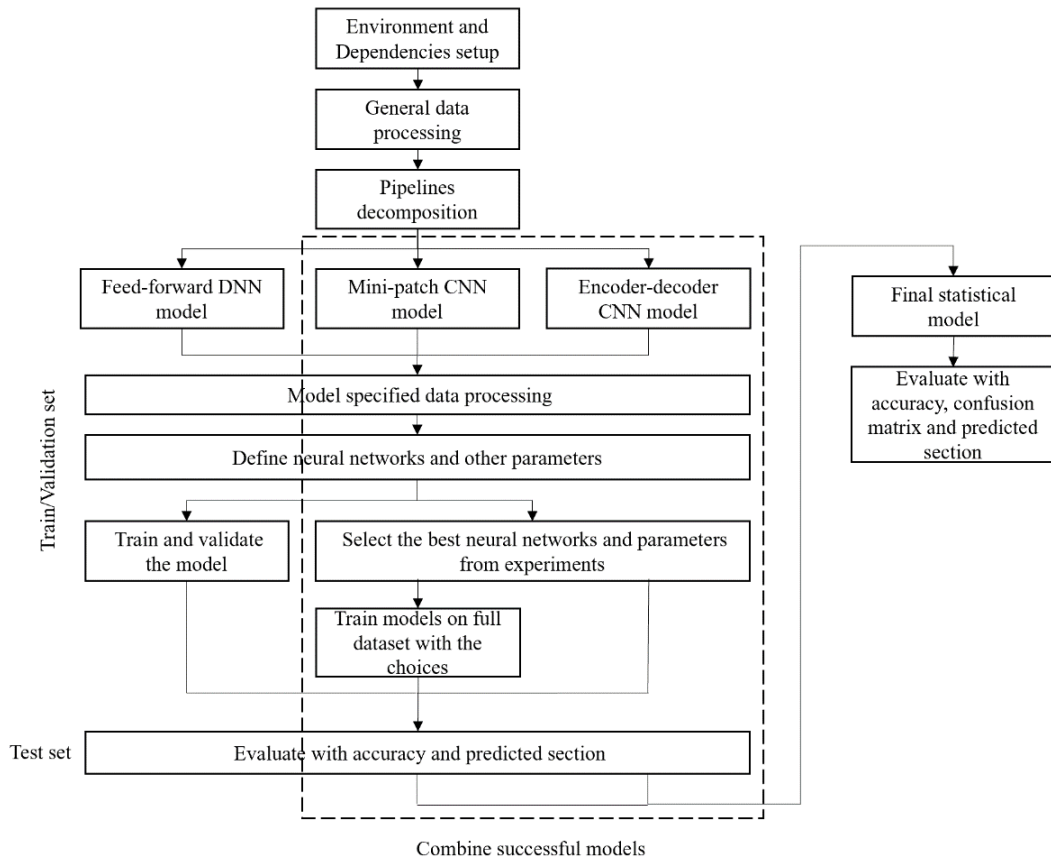 Environment and
Dependencies setup
General data
processing
Pipelines
decomposition
Feed-forward DNN
model
Mini-patch CNN
model
Encoder-decoder
CNN model
Final statistical
model
Evaluate with
accuracy, confusion
matrix and predicted
section
Train/Validation set
Model specified data processing
Define neural networks and other parameters
Train and validate
the model
Select the best neural networks and parameters
from experiments
Train models on full
dataset with the
choices
Test set
Evaluate with accuracy and predicted section
Combine successful models